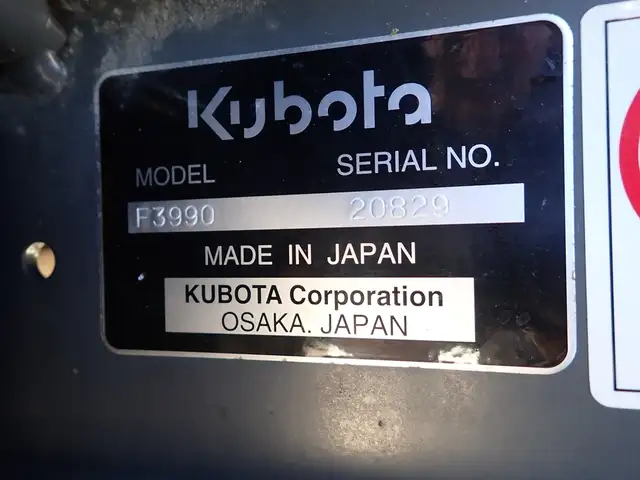 Kubota
MODEL SERIAL NO.
F3990 20829
MADE IN JAPAN
KUBOTA Corporation
OSAKA. JAPAN